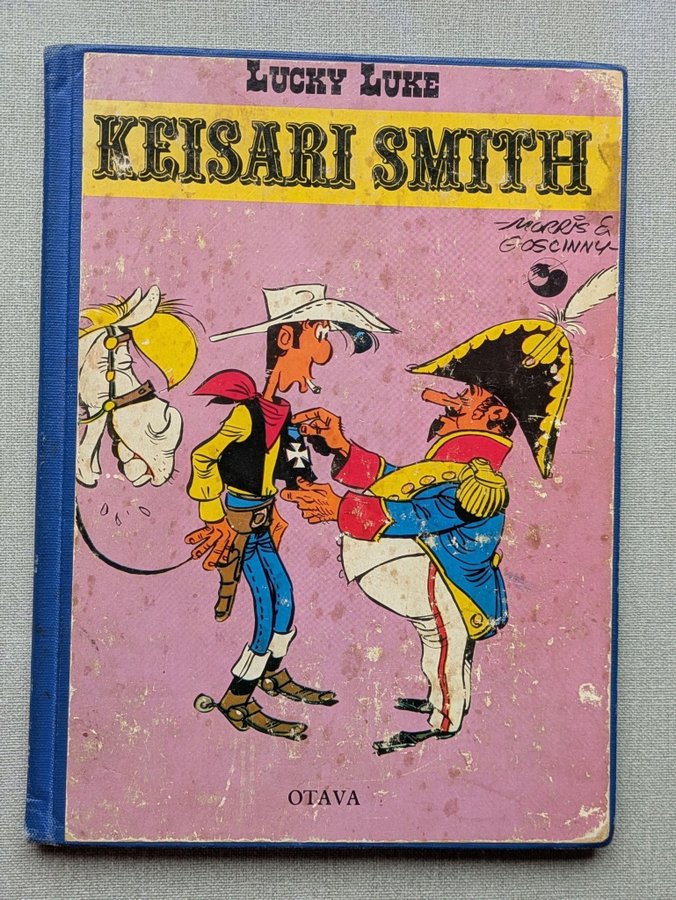 LUCKY LUKE
KEISARI SMITH
-MORRIS &
GOSCINNY-
OTAVA